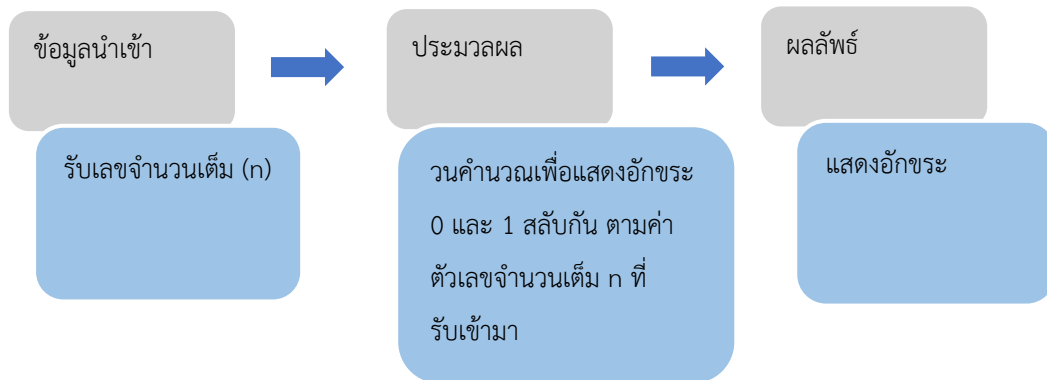 ข้อมูลนำเข้า
รับเลขจำนวนเต็ม (n)
ประมวลผล
วนคำนวณเพื่อแสดงอักขระ
0 และ 1 สลับกัน ตามค่า
ตัวเลขจำนวนเต็ม n ที่
รับเข้ามา
ผลลัพธ์
แสดงอักขระ